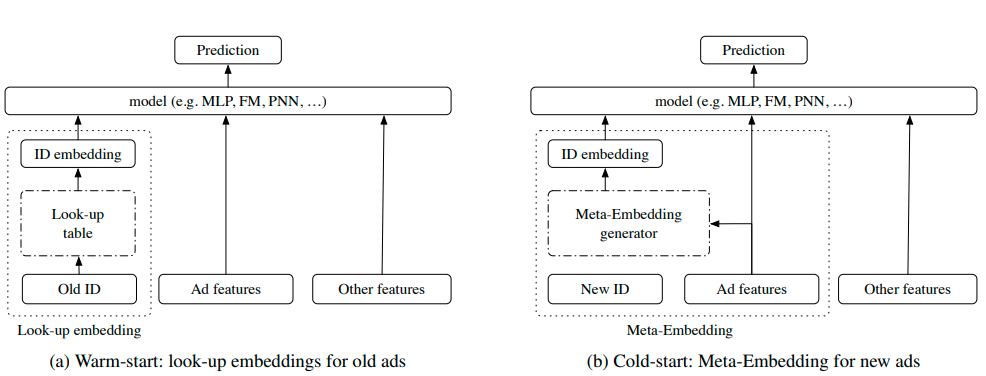 Prediction
model (e.g. MLP, FM, PNN, …)
ID embedding
Look-up
table
Old ID
Ad features
Other features
Look-up embedding
(a) Warm-start: look-up embeddings for old ads
Prediction
model (e.g. MLP, FM, PNN, …)
ID embedding
Meta-Embedding
generator
New ID
Ad features
Other features
Meta-Embedding
(b) Cold-start: Meta-Embedding for new ads